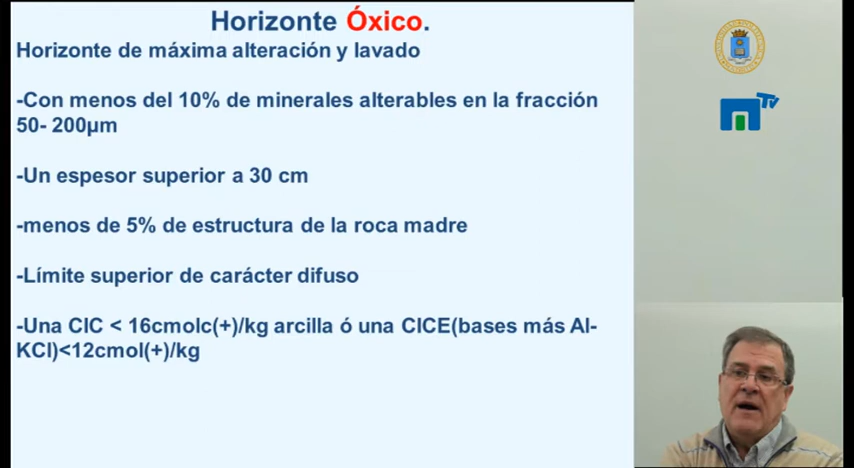 Horizonte Óxico.
Horizonte de máxima alteración y lavado
-Con menos del 10% de minerales alterables en la fracción
50- 200µm
-Un espesor superior a 30 cm
-menos de 5% de estructura de la roca madre
-Límite superior de carácter difuso
-Una CIC < 16cmolc(+)/kg arcilla ó una CICE(bases más Al-
KCl)<12cmol(+)/kg
TV